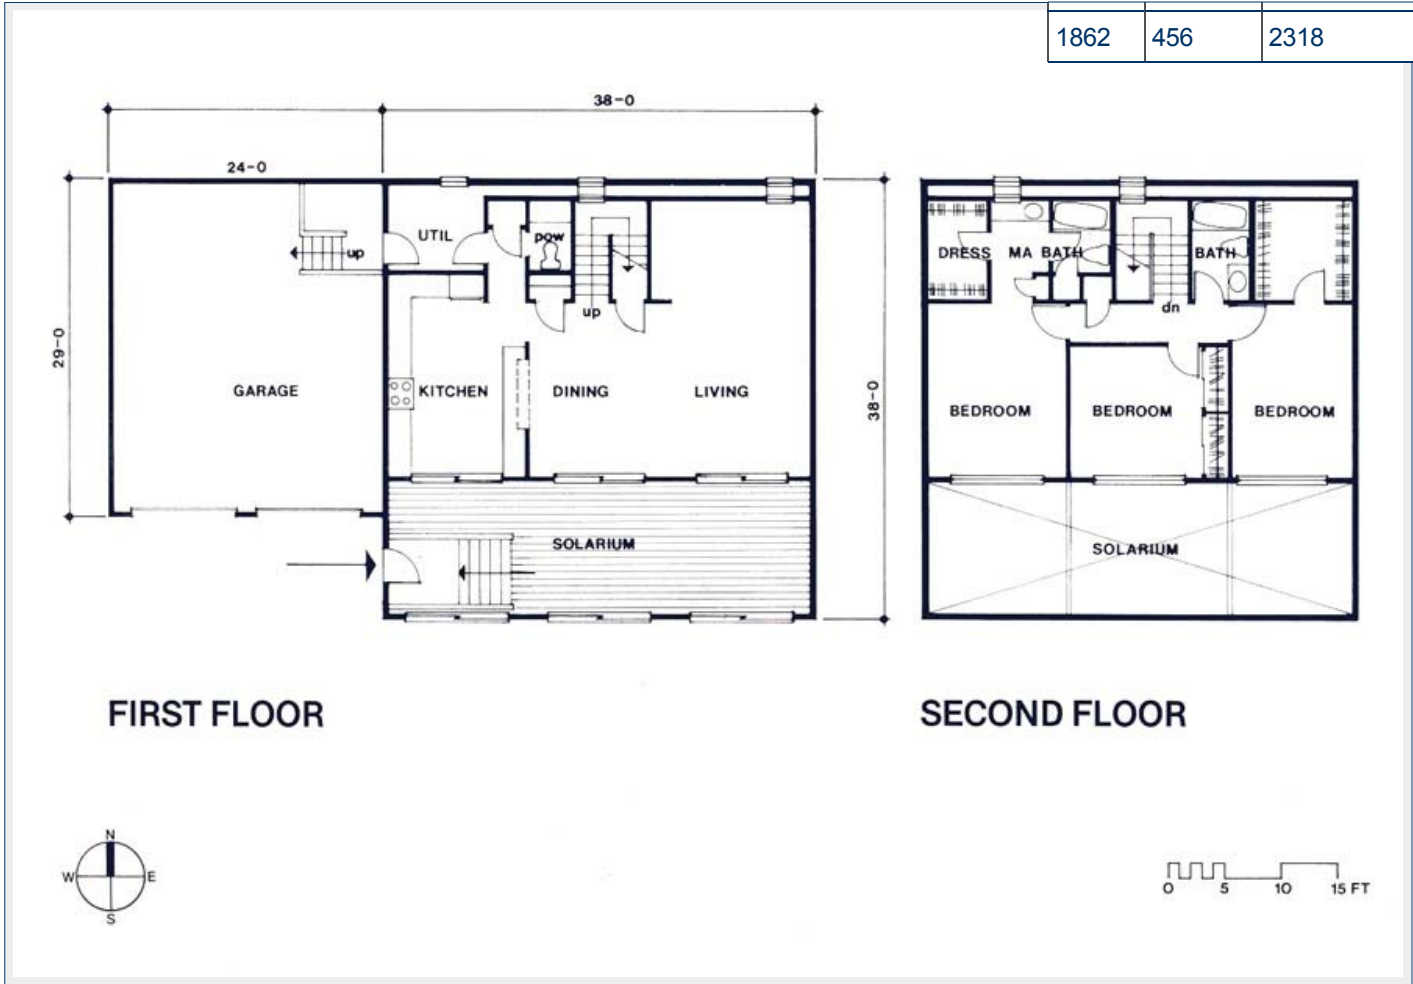 1862 456 2318
38-0
24-0
UTIL
up
pow
up
29-0
GARAGE
KITCHEN
DINING
LIVING
38-0
SOLARIUM
DRESS
MA BATH
BATH
dn
BEDROOM
BEDROOM
BEDROOM
SOLARIUM
FIRST FLOOR
SECOND FLOOR
N
W E
S
0 5 10 15 FT